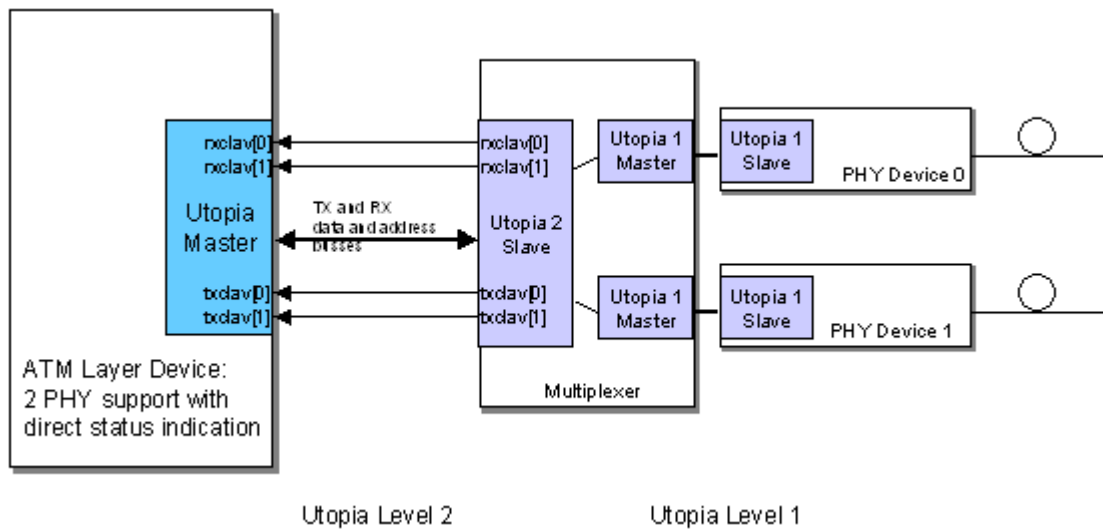 rxclav[0]
rxclav[1]
Utopia
Master
txclav[0]
txclav[1]
ATM Layer Device:
2 PHY support with
direct status indication
TX and RX
data and address
busses
rxclav[0]
rxclav[1]
Utopia 2
Slave
txclav[0]
txclav[1]
Utopia 1
Master
Utopia 1
Master
Multiplexer
Utopia 1
Slave
PHY Device 0
Utopia 1
Slave
PHY Device 1
Utopia Level 2
Utopia Level 1